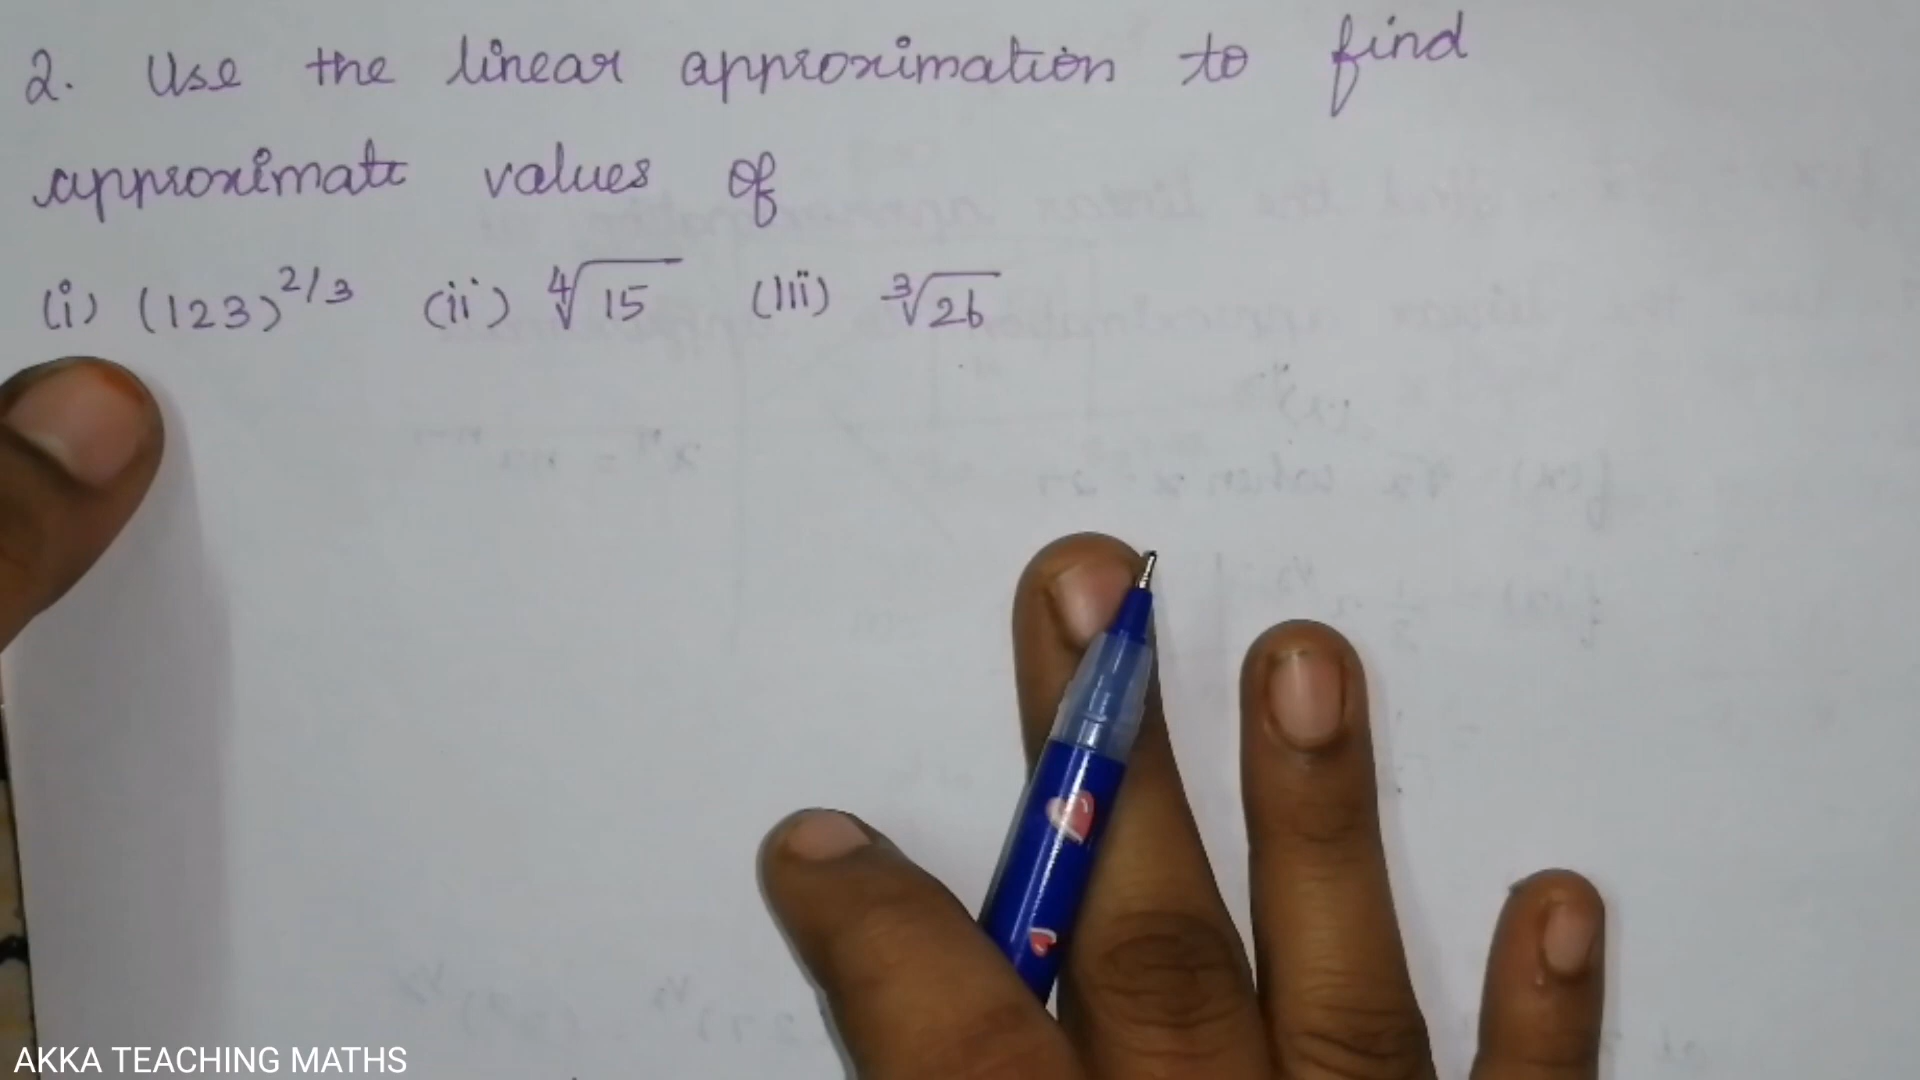 2. Use the linear approximation to find
approximate values of
(i) (123)^{2/3} (ii) ∜15 (iii) ∛26
AKKA TEACHING MATHS